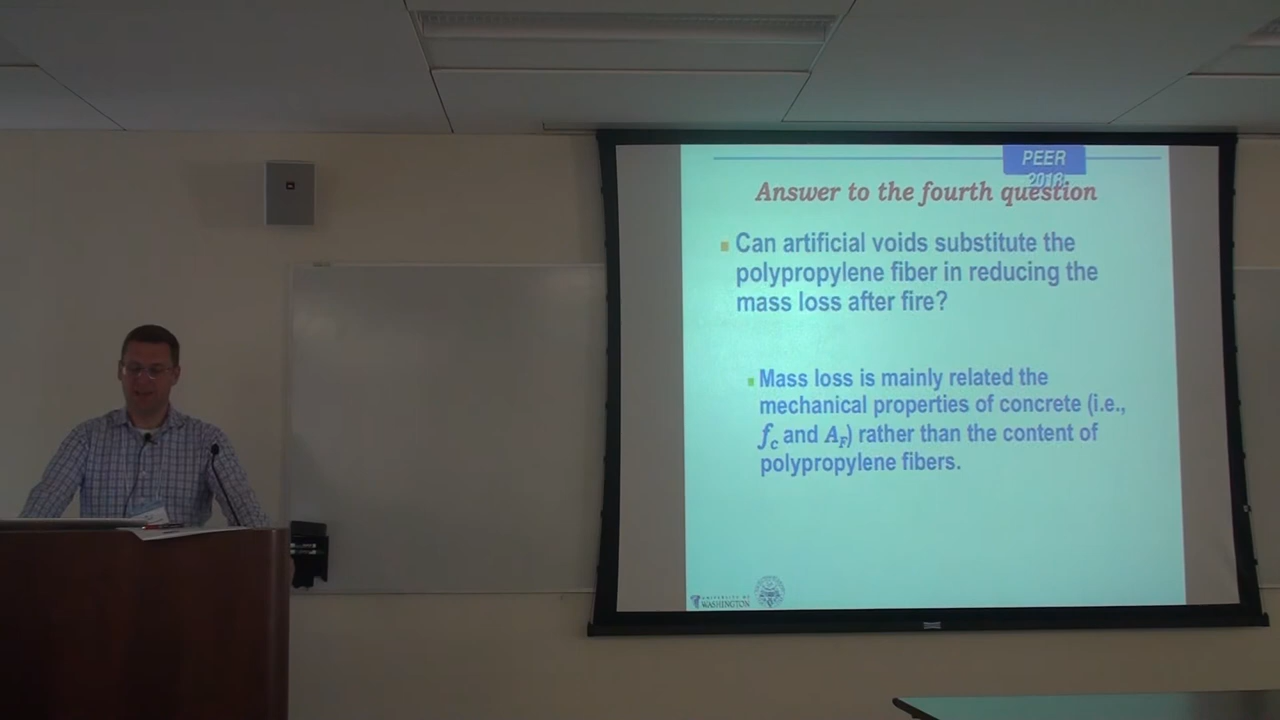 PEER
2018
Answer to the fourth question
Can artificial voids substitute the
polypropylene fiber in reducing the
mass loss after fire?
Mass loss is mainly related the
mechanical properties of concrete (i.e.,
fc and AF) rather than the content of
polypropylene fibers.
UNIVERSITY OF
WASHINGTON